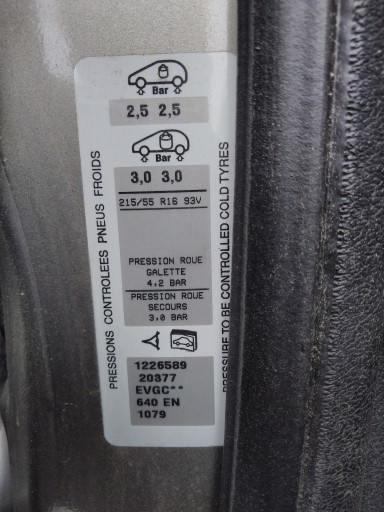 Bar
2,5 2,5
Bar
3,0 3,0
215/55 R16 93V
PRESSION ROUE
GALETTE
4,2 BAR
PRESSION ROUE
SECOURS
3,0 BAR
1226589
20377
EVGC**
640 EN
1079
PRESSIONS CONTROLEES PNEUS FROIDS
PRESSURE TO BE CONTROLLED COLD TYRES